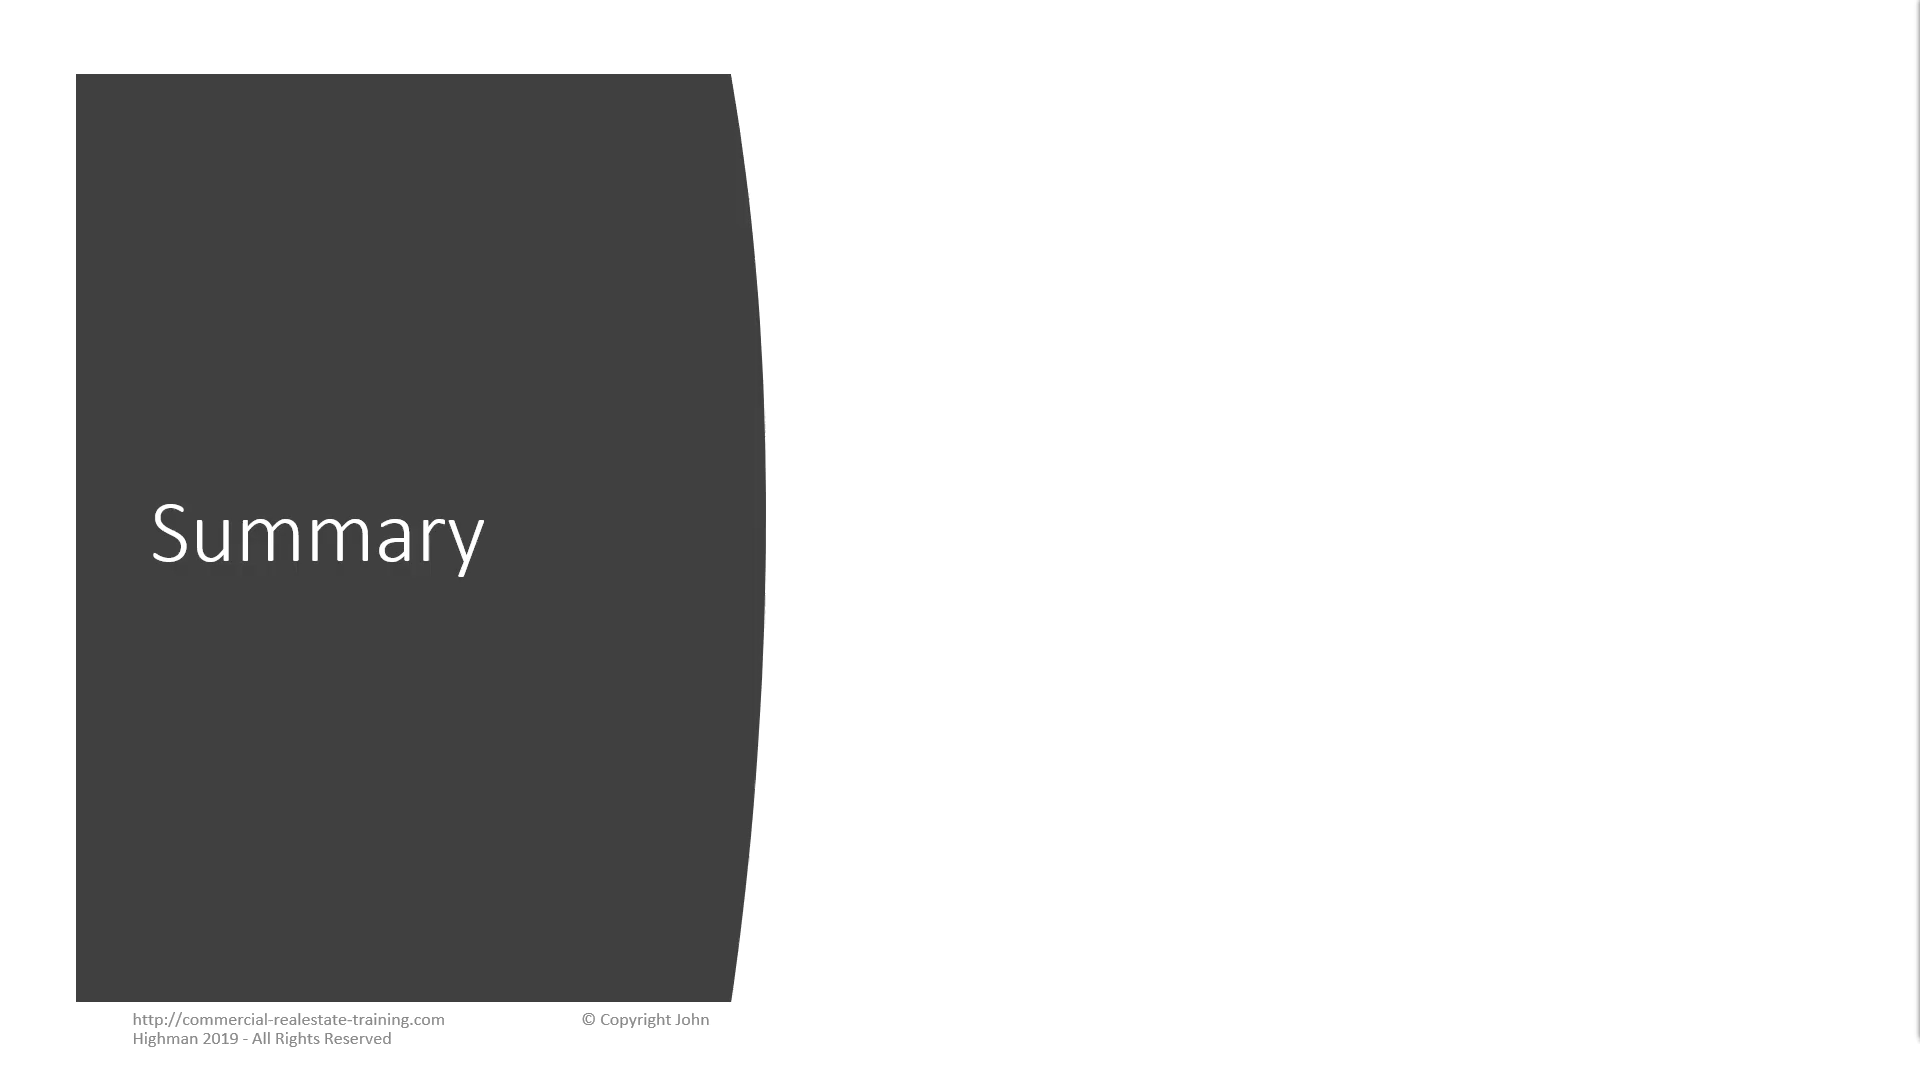 Summary
http://commercial-realestate-training.com © Copyright John
Highman 2019 - All Rights Reserved